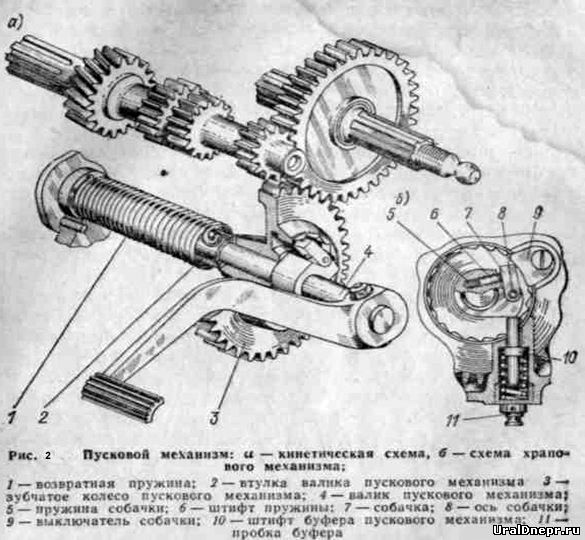 а)
б)
5 6 7 8 9
4
10
11
1 2 3
Рис. 2 Пусковой механизм: а — кинетическая схема, б — схема храпо-
вого механизма;
1 — возвратная пружина; 2 — втулка валика пускового механизма 3 —
зубчатое колесо пускового механизма; 4 — валик пускового механизма;
5 — пружина собачки; 6 — штифт пружины; 7 — собачка; 8 — ось собачки;
9 — выключатель собачки; 10 — штифт буфера пускового механизма; 11 —
пробка буфера
www.UralDnepr.ru